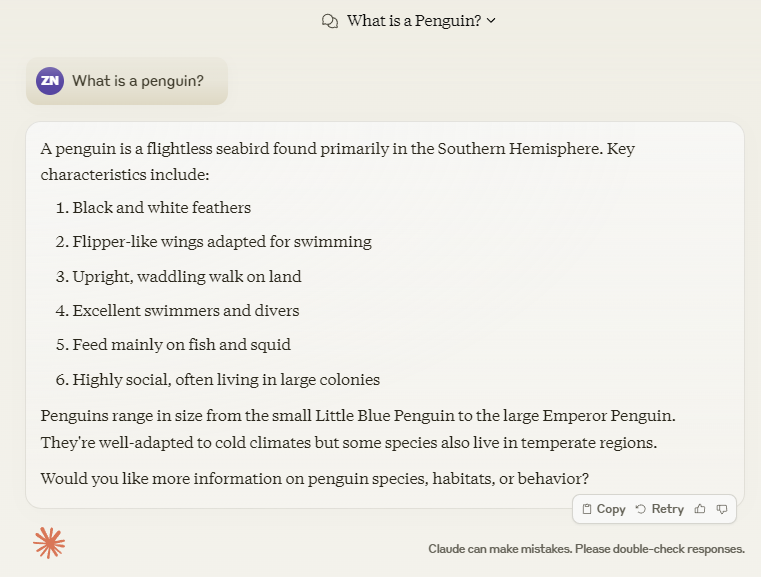 What is a Penguin?
ZN What is a penguin?
A penguin is a flightless seabird found primarily in the Southern Hemisphere. Key
characteristics include:
1. Black and white feathers
2. Flipper-like wings adapted for swimming
3. Upright, waddling walk on land
4. Excellent swimmers and divers
5. Feed mainly on fish and squid
6. Highly social, often living in large colonies
Penguins range in size from the small Little Blue Penguin to the large Emperor Penguin.
They're well-adapted to cold climates but some species also live in temperate regions.
Would you like more information on penguin species, habitats, or behavior?
Copy Retry
Claude can make mistakes. Please double-check responses.